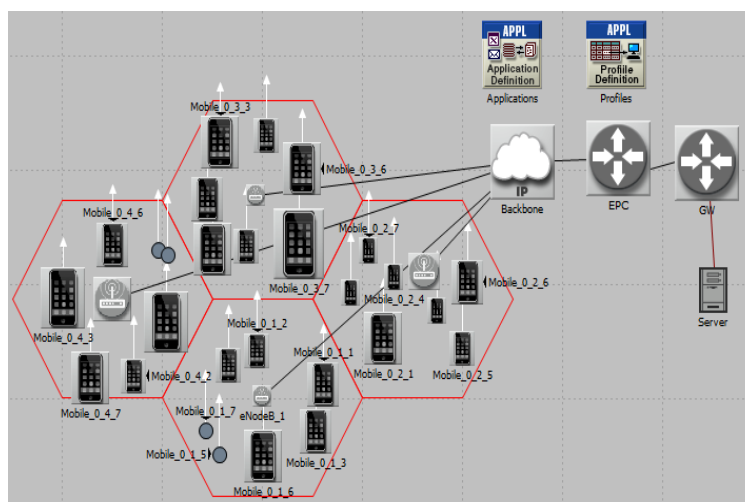 APPL
APPL
Application
Definition
Profile
Definition
Applications
Profiles
Mobile_0_3_3
IP
Mobile_0_3_6
Backbone
EPC
GW
Mobile_0_4_6
Mobile_0_2_7
Mobile_0_2_6
Mobile_0_3_7
Mobile_0_2_4
Server
Mobile_0_1_2
Mobile_0_4_3
Mobile_0_1_1
Mobile_0_2_1
Mobile_0_2_5
Mobile_0_4_2
Mobile_0_4_7
Mobile_0_1_7
eNodeB_1
Mobile_0_1_5
Mobile_0_1_3
Mobile_0_1_6